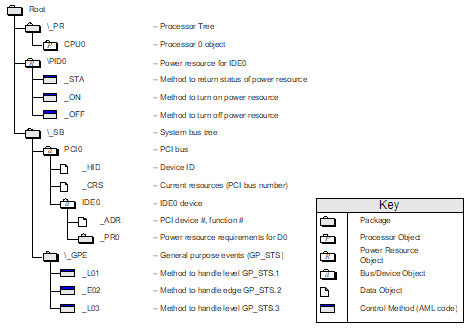 Root
\_PR – Processor Tree
P CPU0 – Processor 0 object
R \PID0 – Power resource for IDE0
_STA – Method to return status of power resource
_ON – Method to turn on power resource
_OFF – Method to turn off power resource
\_SB – System bus tree
d PCI0 – PCI bus
_HID – Device ID
_CRS – Current resources (PCI bus number)
d IDE0 – IDE0 device
_ADR – PCI device #, function #
_PR0 – Power resource requirements for D0
\_GPE – General purpose events (GP_STS)
_L01 – Method to handle level GP_STS.1
_E02 – Method to handle edge GP_STS.2
_L03 – Method to handle level GP_STS.3
Key
Package
P Processor Object
R Power Resource
Object
d Bus/Device Object
Data Object
Control Method (AML code)